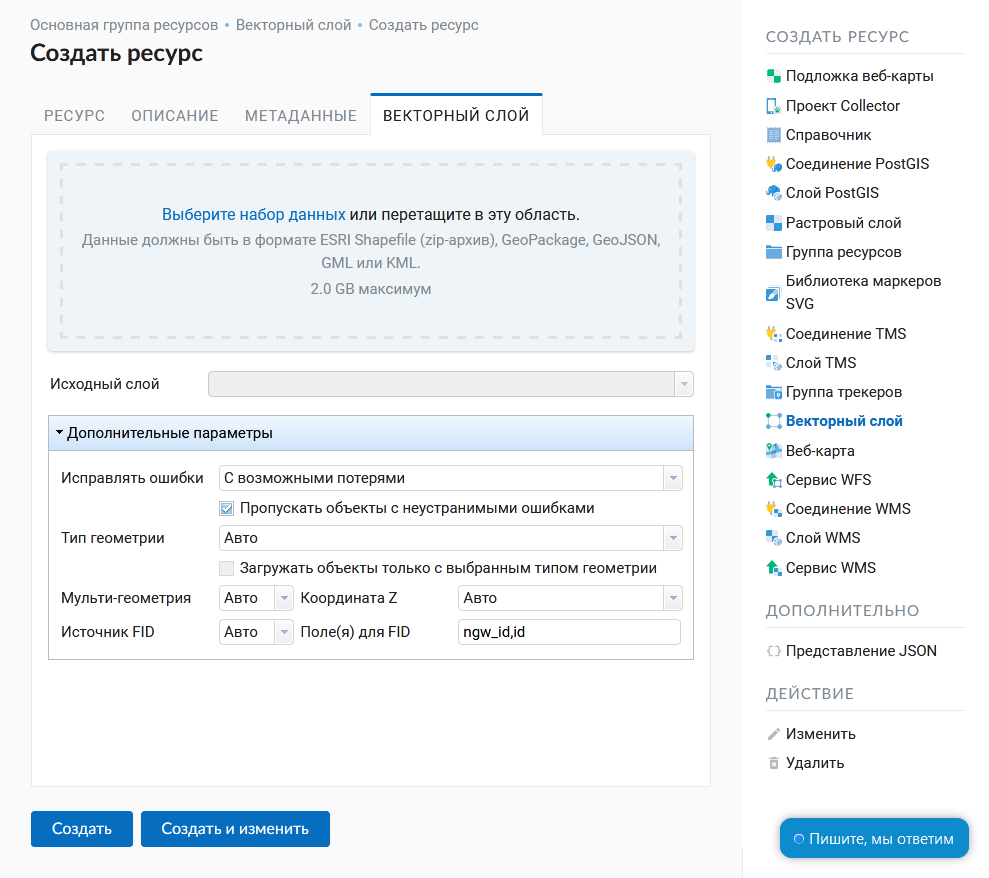 Основная группа ресурсов • Векторный слой • Создать ресурс
Создать ресурс
РЕСУРС ОПИСАНИЕ МЕТАДАННЫЕ ВЕКТОРНЫЙ СЛОЙ
Выберите набор данных или перетащите в эту область.
Данные должны быть в формате ESRI Shapefile (zip-архив), GeoPackage, GeoJSON,
GML или KML.
2.0 GB максимум
Исходный слой
Дополнительные параметры
Исправлять ошибки С возможными потерями
Пропускать объекты с неустранимыми ошибками
Тип геометрии Авто
Загружать объекты только с выбранным типом геометрии
Мульти-геометрия Авто Координата Z Авто
Источник FID Авто Поле(я) для FID ngw_id,id
Создать Создать и изменить
СОЗДАТЬ РЕСУРС
Подложка веб-карты
Проект Collector
Справочник
Соединение PostGIS
Слой PostGIS
Растровый слой
Группа ресурсов
Библиотека маркеров
SVG
Соединение TMS
Слой TMS
Группа трекеров
Векторный слой
Веб-карта
Сервис WFS
Соединение WMS
Слой WMS
Сервис WMS
ДОПОЛНИТЕЛЬНО
Представление JSON
ДЕЙСТВИЕ
Изменить
Удалить
Пишите, мы ответим